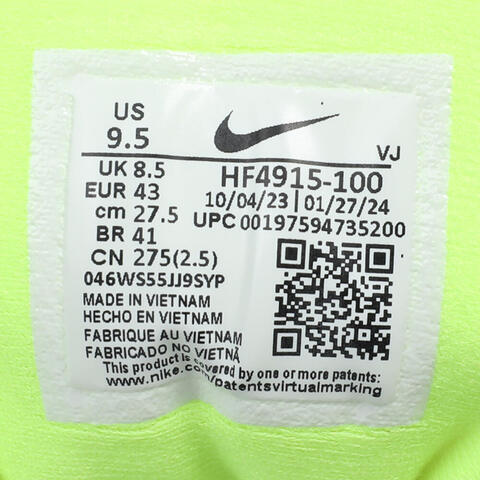 US
9.5
VJ
UK 8.5
EUR 43
cm 27.5
BR 41
CN 275(2.5)
HF4915-100
10/04/23 | 01/27/24
UPC 00197594735200
046WS55JJ9SYP
MADE IN VIETNAM
HECHO EN VIETNAM
FABRIQUE AU VIETNAM
FABRICADO NO VIETNÃ
This product is covered by one or more patents:
www.nike.com/patentsvirtualmarking